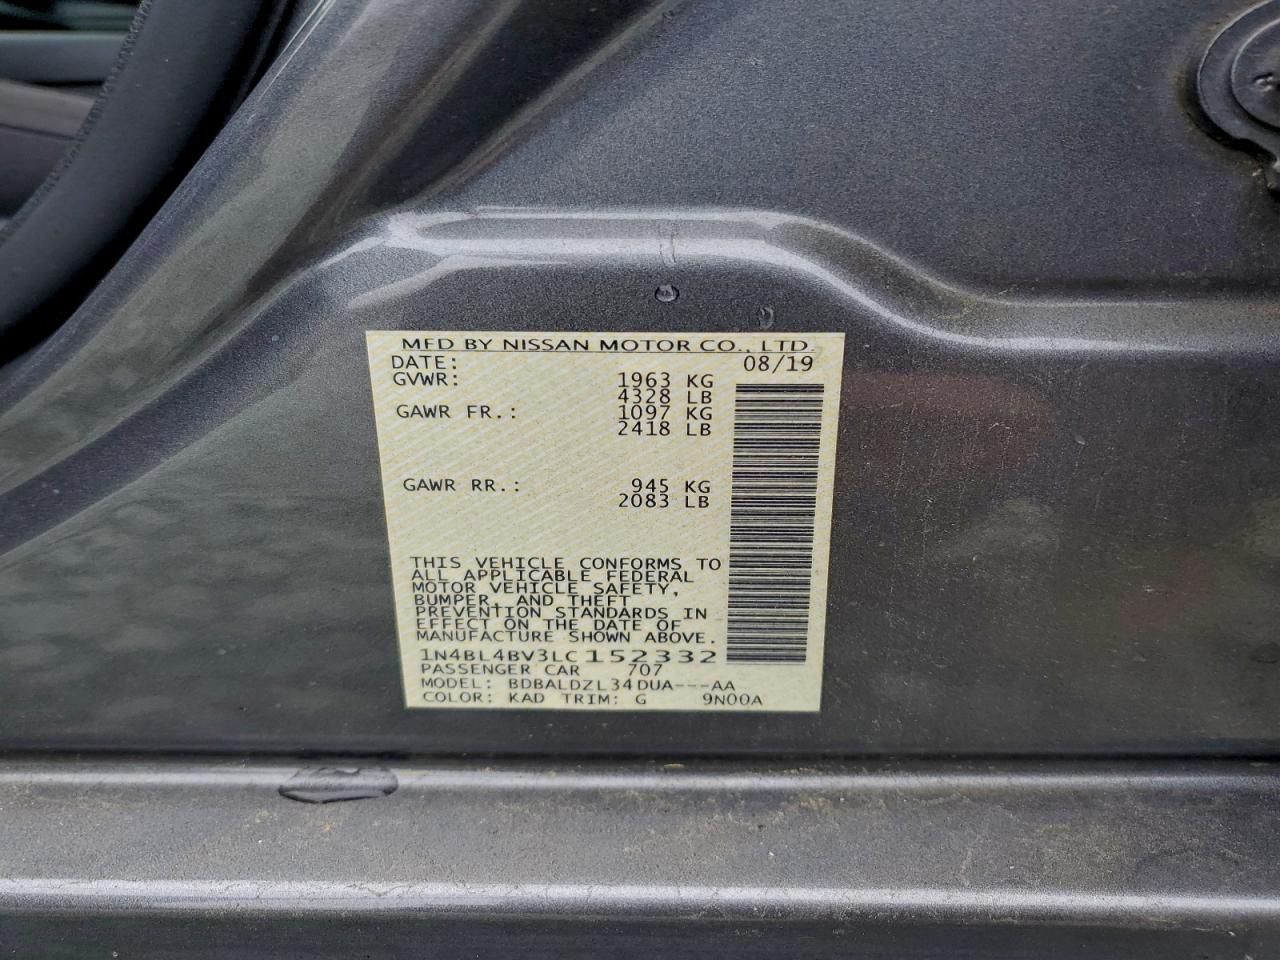 MFD BY NISSAN MOTOR CO., LTD.
DATE: 08/19
GVWR: 1963 KG
4328 LB
GAWR FR.: 1097 KG
2418 LB
GAWR RR.: 945 KG
2083 LB
THIS VEHICLE CONFORMS TO
ALL APPLICABLE FEDERAL
MOTOR VEHICLE SAFETY,
BUMPER, AND THEFT
PREVENTION STANDARDS IN
EFFECT ON THE DATE OF
MANUFACTURE SHOWN ABOVE.
1N4BL4BV3LC152332
PASSENGER CAR 707
MODEL: BDBALDZL34DUA---AA
COLOR: KAD TRIM: G 9N00A